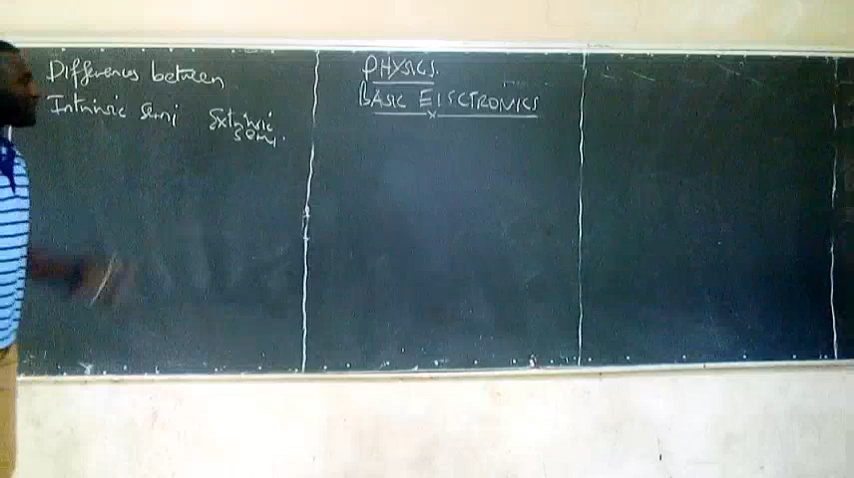 Differences between
Intrinsic semi
Extrinsic
semi.
PHYSICS.
BASIC ELECTRONICS
x